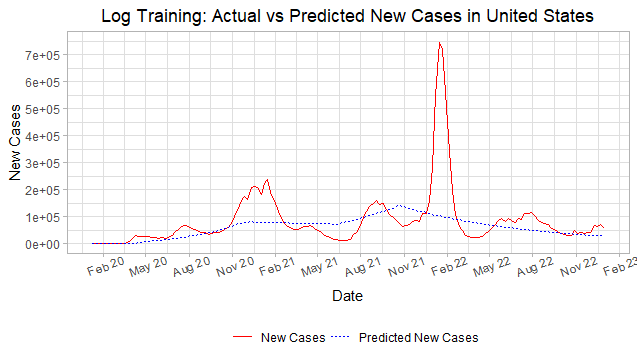 Log Training: Actual vs Predicted New Cases in United States
7e+05
6e+05
5e+05
4e+05
3e+05
2e+05
1e+05
0e+00
New Cases
Feb 20 May 20 Aug 20 Nov 20 Feb 21 May 21 Aug 21 Nov 21 Feb 22 May 22 Aug 22 Nov 22 Feb 23
Date
New Cases Predicted New Cases